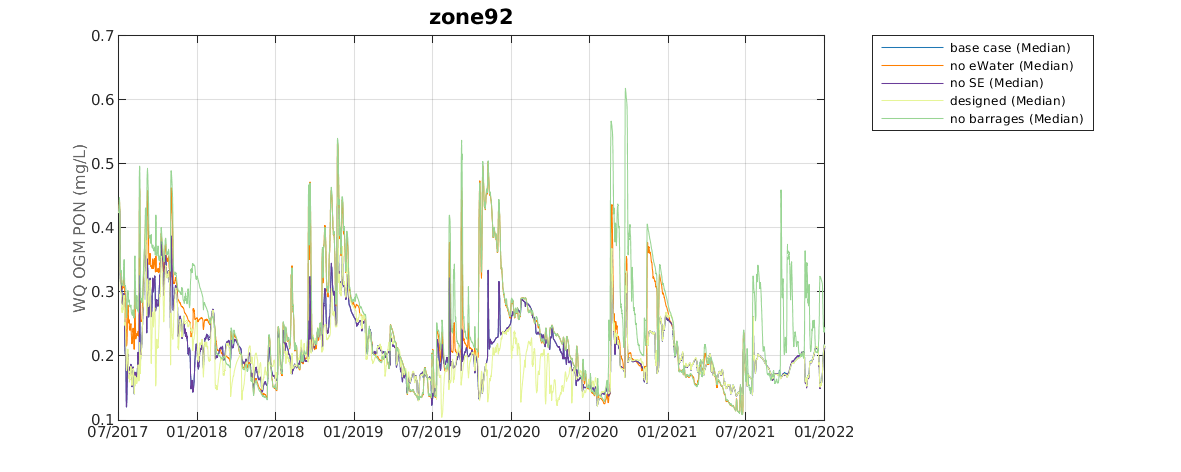 zone92
WQ OGM PON (mg/L)
0.7
0.6
0.5
0.4
0.3
0.2
0.1
07/2017 01/2018 07/2018 01/2019 07/2019 01/2020 07/2020 01/2021 07/2021 01/2022
base case (Median)
no eWater (Median)
no SE (Median)
designed (Median)
no barrages (Median)